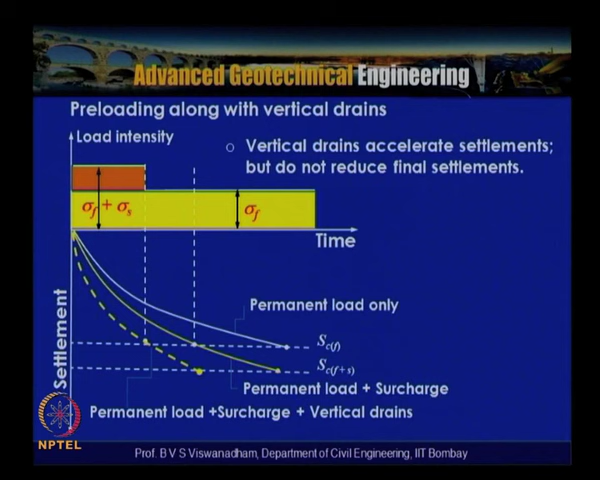 Advanced Geotechnical Engineering
Preloading along with vertical drains
Load intensity
o Vertical drains accelerate settlements;
but do not reduce final settlements.
σf + σs
σf
Time
Settlement
Permanent load only
Sc(f)
Sc(f+s)
Permanent load + Surcharge
Permanent load +Surcharge + Vertical drains
NPTEL
Prof. B V S Viswanadham, Department of Civil Engineering, IIT Bombay